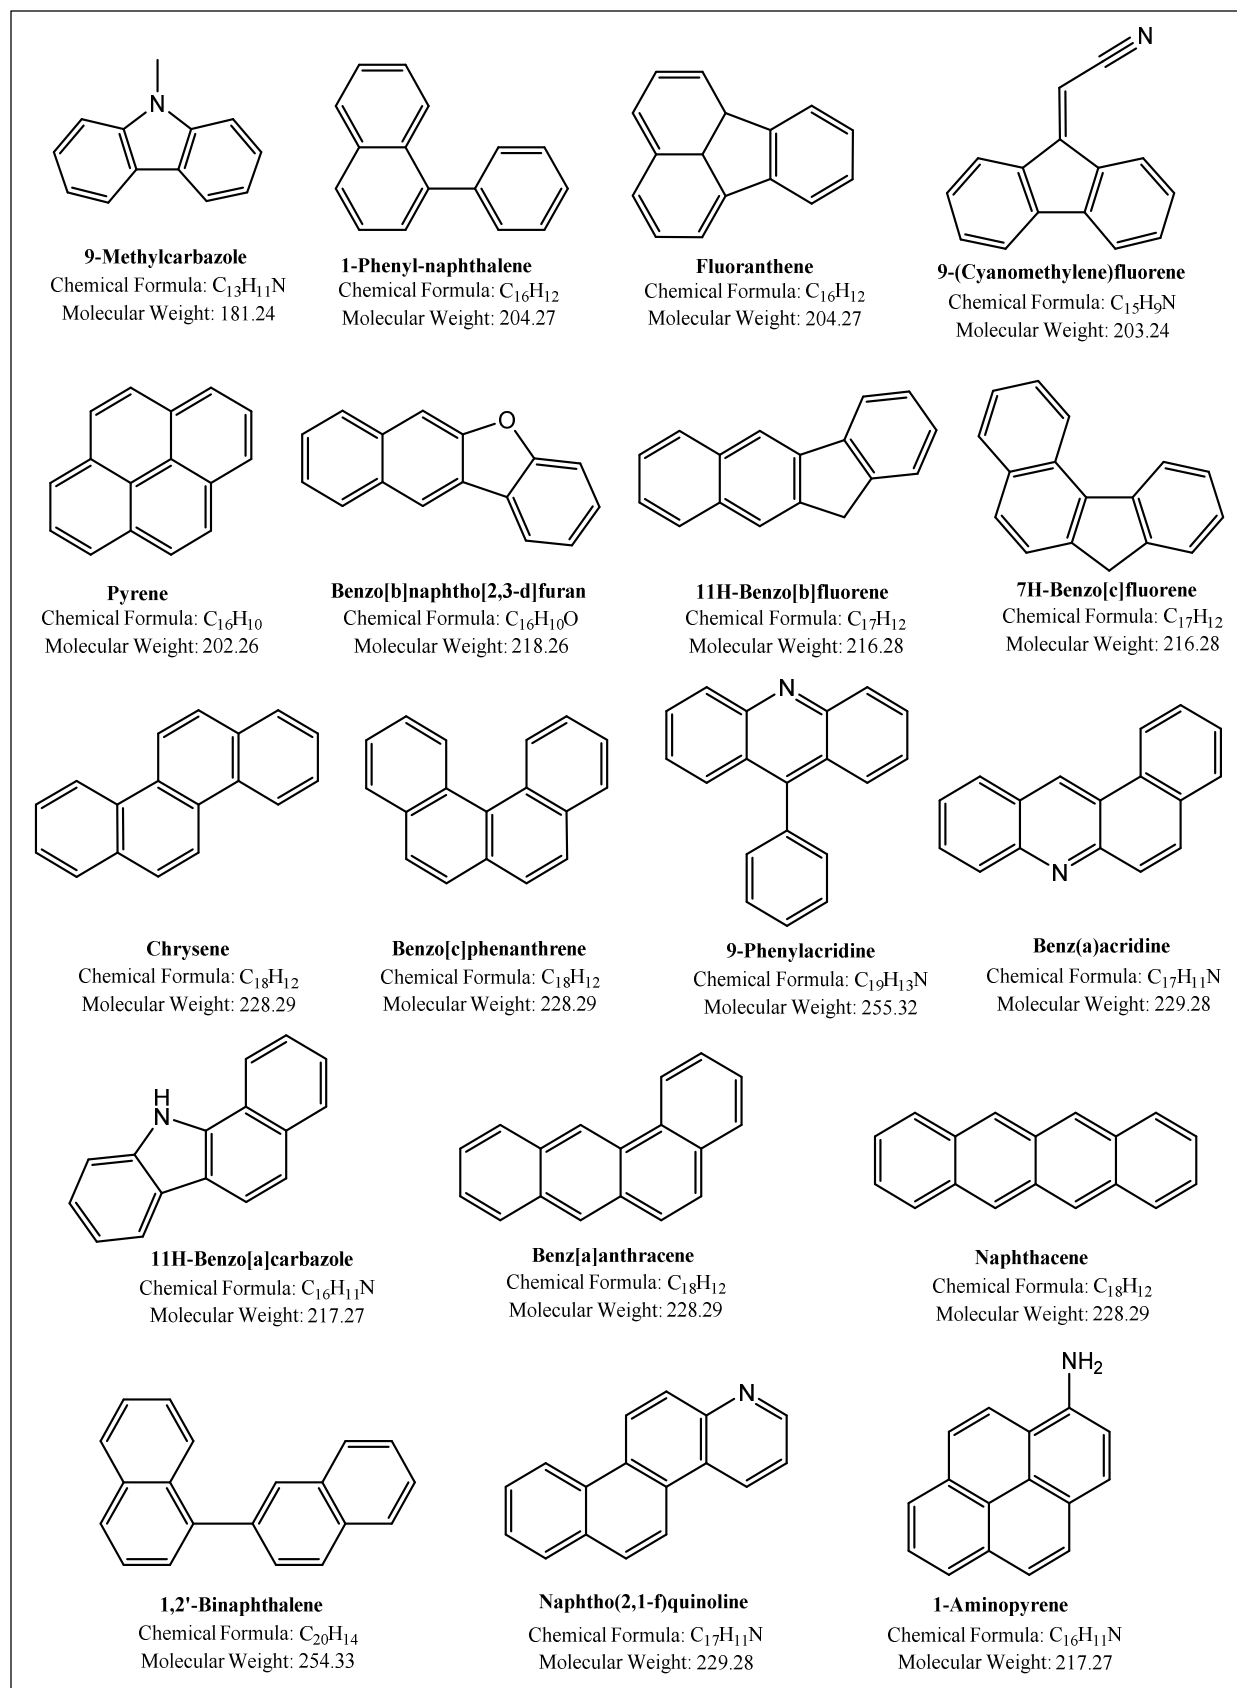 N
N
9-Methylcarbazole
Chemical Formula: C₁₃H₁₁N
Molecular Weight: 181.24
1-Phenyl-naphthalene
Chemical Formula: C₁₆H₁₂
Molecular Weight: 204.27
Fluoranthene
Chemical Formula: C₁₆H₁₂
Molecular Weight: 204.27
9-(Cyanomethylene)fluorene
Chemical Formula: C₁₅H₉N
Molecular Weight: 203.24
O
Pyrene
Chemical Formula: C₁₆H₁₀
Molecular Weight: 202.26
Benzo[b]naphtho[2,3-d]furan
Chemical Formula: C₁₆H₁₀O
Molecular Weight: 218.26
11H-Benzo[b]fluorene
Chemical Formula: C₁₇H₁₂
Molecular Weight: 216.28
7H-Benzo[c]fluorene
Chemical Formula: C₁₇H₁₂
Molecular Weight: 216.28
N
N
Chrysene
Chemical Formula: C₁₈H₁₂
Molecular Weight: 228.29
Benzo[c]phenanthrene
Chemical Formula: C₁₈H₁₂
Molecular Weight: 228.29
9-Phenylacridine
Chemical Formula: C₁₉H₁₃N
Molecular Weight: 255.32
Benz(a)acridine
Chemical Formula: C₁₇H₁₁N
Molecular Weight: 229.28
H
N
11H-Benzo[a]carbazole
Chemical Formula: C₁₆H₁₁N
Molecular Weight: 217.27
Benz[a]anthracene
Chemical Formula: C₁₈H₁₂
Molecular Weight: 228.29
Naphthacene
Chemical Formula: C₁₈H₁₂
Molecular Weight: 228.29
N
NH₂
1,2'-Binaphthalene
Chemical Formula: C₂₀H₁₄
Molecular Weight: 254.33
Naphtho(2,1-f)quinoline
Chemical Formula: C₁₇H₁₁N
Molecular Weight: 229.28
1-Aminopyrene
Chemical Formula: C₁₆H₁₁N
Molecular Weight: 217.27